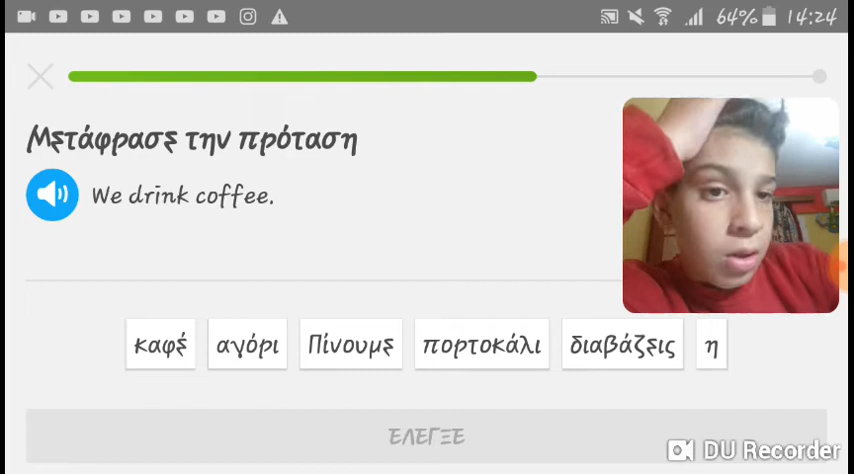 64% 14:24
Μετάφρασε την πρόταση
We drink coffee.
καφέ αγόρι Πίνουμε πορτοκάλι διαβάζεις η
ΕΛΕΓΞΕ
DU Recorder